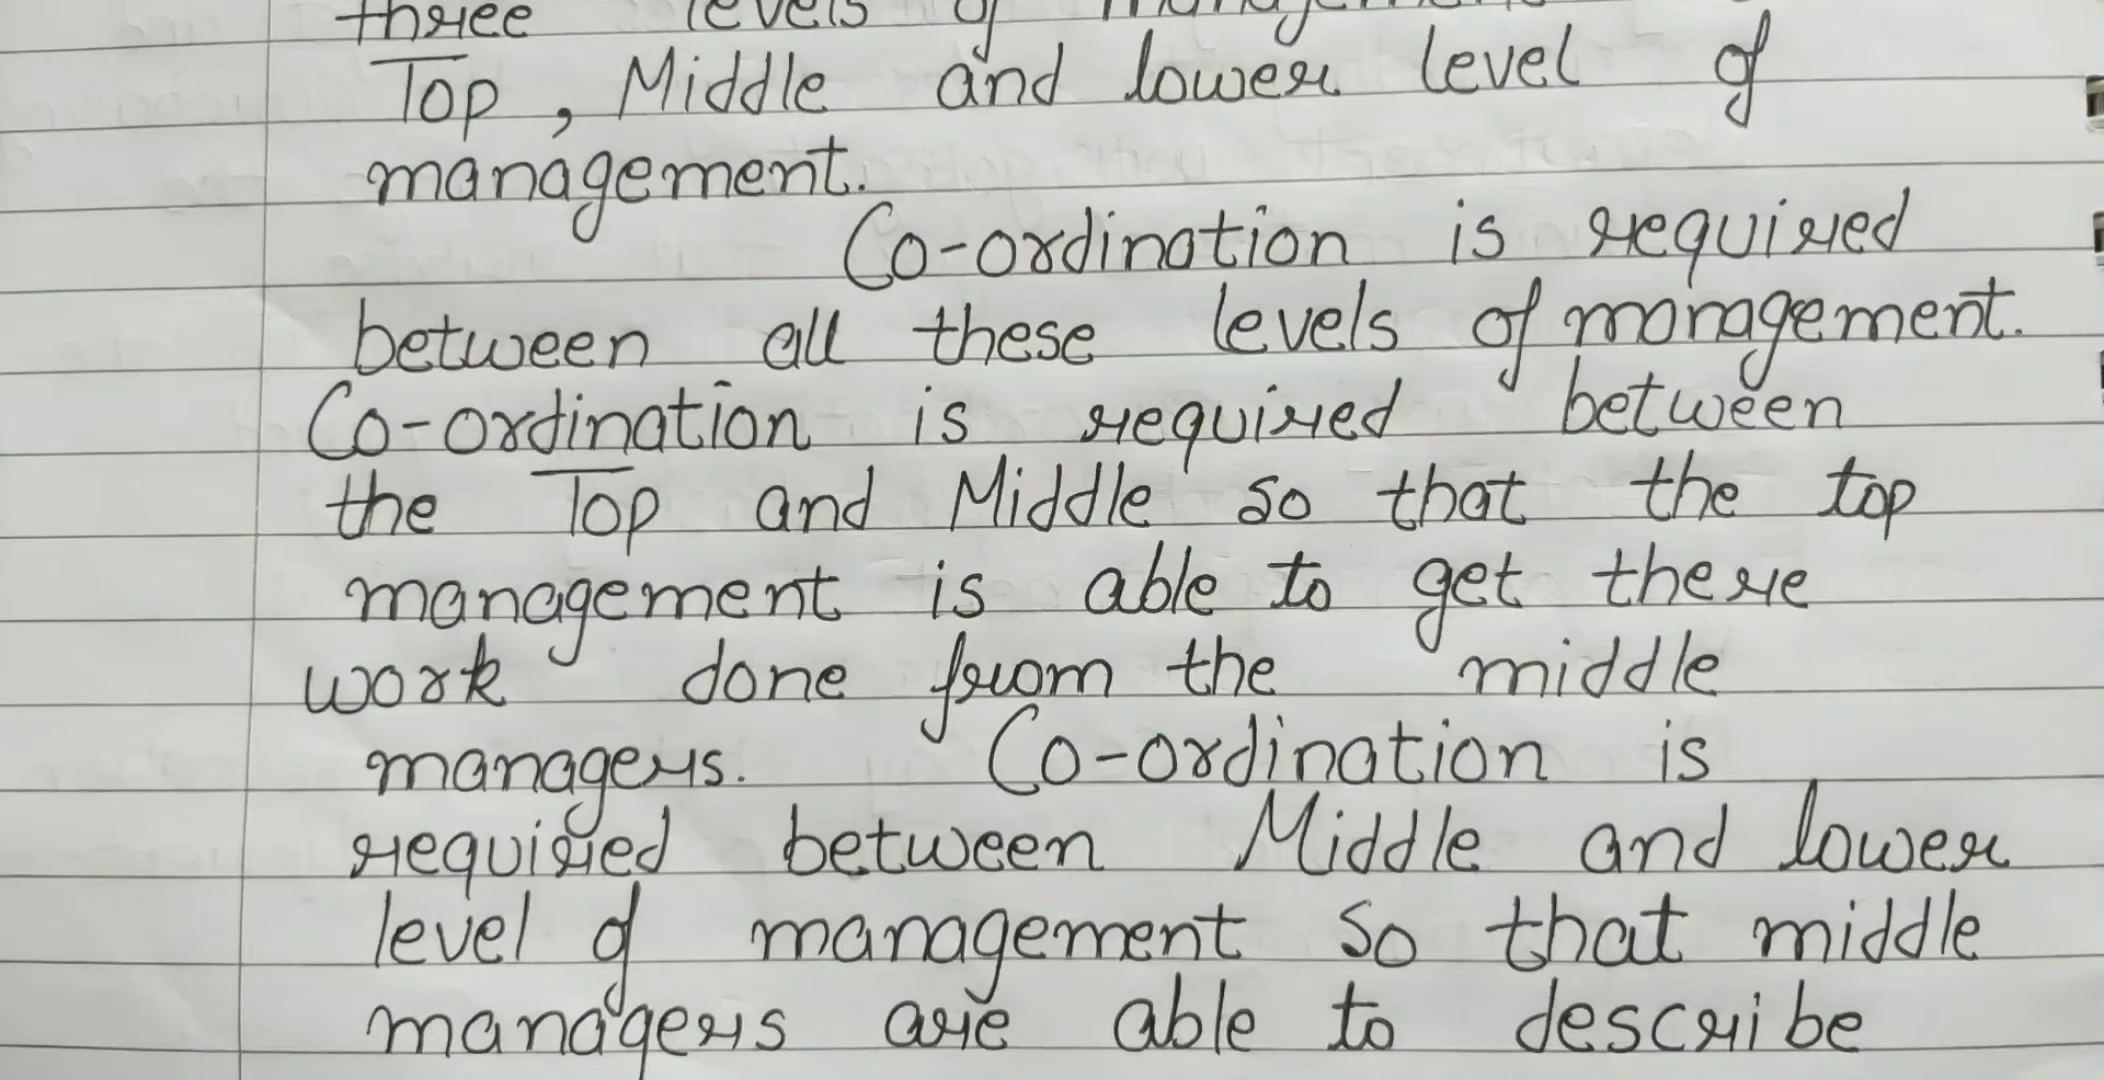 three levels of management
Top, Middle and lower level of
management.
Co-ordination is required
between all these levels of management.
Co-ordination is required between
the Top and Middle so that the top
management is able to get there
work done from the middle
managers. Co-ordination is
required between Middle and lower
level of management so that middle
managers are able to describe